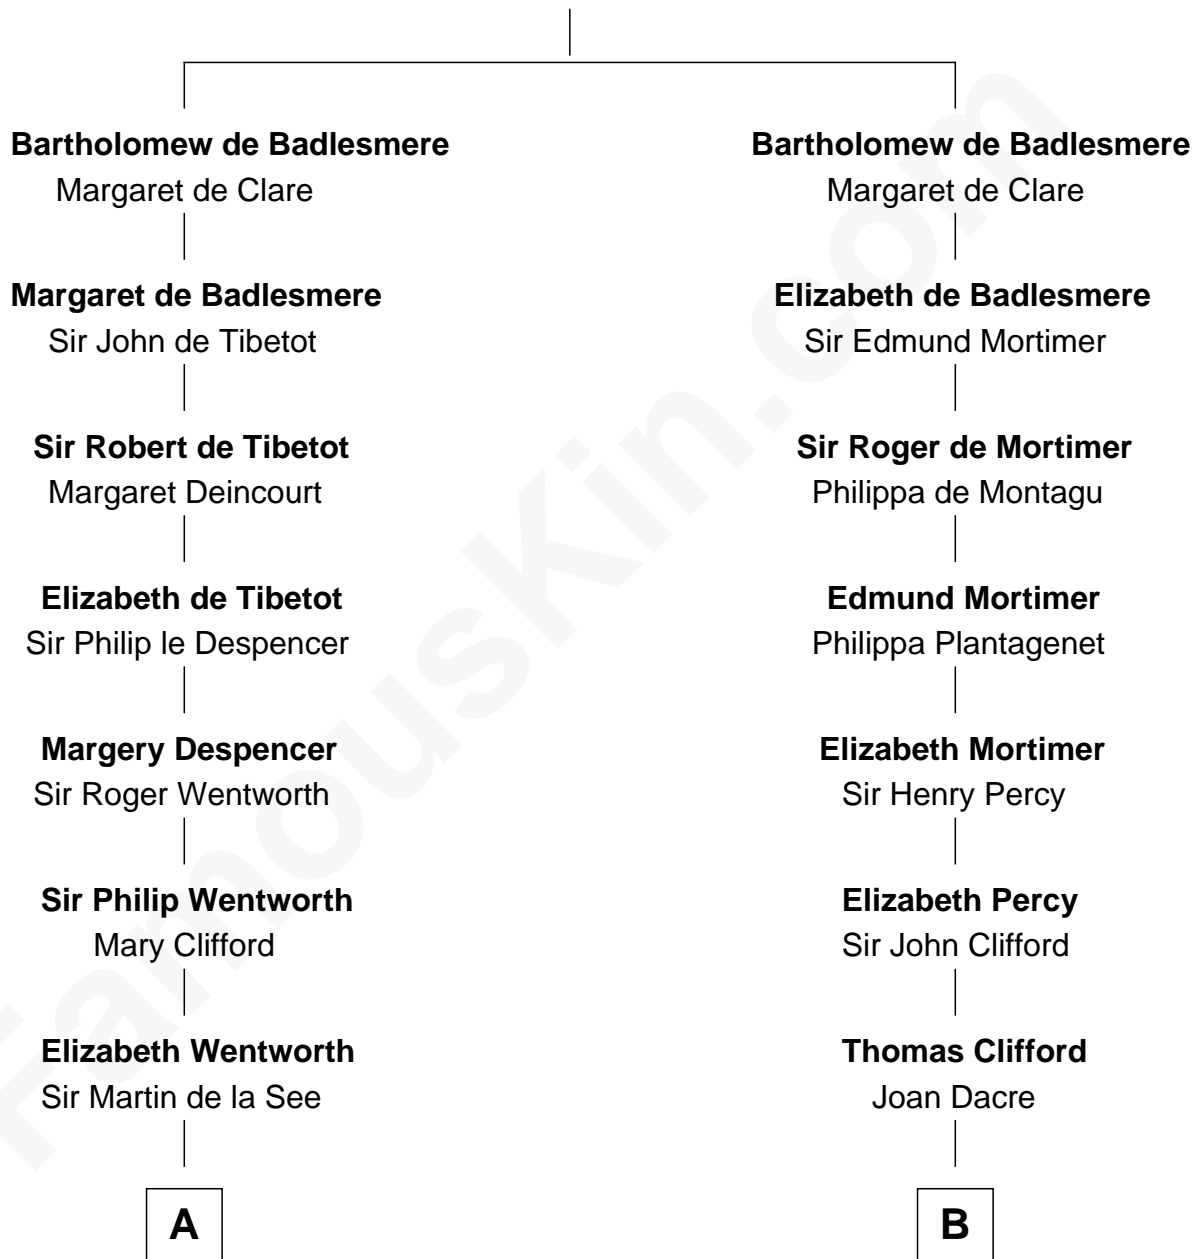 Bartholomew de Badlesmere
Margaret de Clare
Margaret de Badlesmere
Sir John de Tibetot
Sir Robert de Tibetot
Margaret Deincourt
Elizabeth de Tibetot
Sir Philip le Despencer
Margery Despencer
Sir Roger Wentworth
Sir Philip Wentworth
Mary Clifford
Elizabeth Wentworth
Sir Martin de la See
A
Bartholomew de Badlesmere
Margaret de Clare
Elizabeth de Badlesmere
Sir Edmund Mortimer
Sir Roger de Mortimer
Philippa de Montagu
Edmund Mortimer
Philippa Plantagenet
Elizabeth Mortimer
Sir Henry Percy
Elizabeth Percy
Sir John Clifford
Thomas Clifford
Joan Dacre
B
FamousKin.com